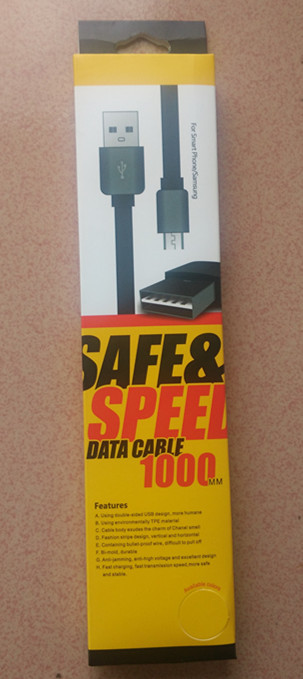 For Smart Phone/Samsung
SAFE&
SPEED
DATA CABLE
1000MM
Features
A. Using double-sided USB design, more humane
B. Using environmentally TPE material
C. Cable body exudes the charm of Chanel smell
D. Fashion stripe design, vertical and horizontal
E. Containing bullet-proof wire, difficult to pull off
F. Bi-mold, durable
G. Anti-jamming, anti-high voltage and excellent design
H. Fast charging, fast transmission speed, more safe
and stable.
Available colors